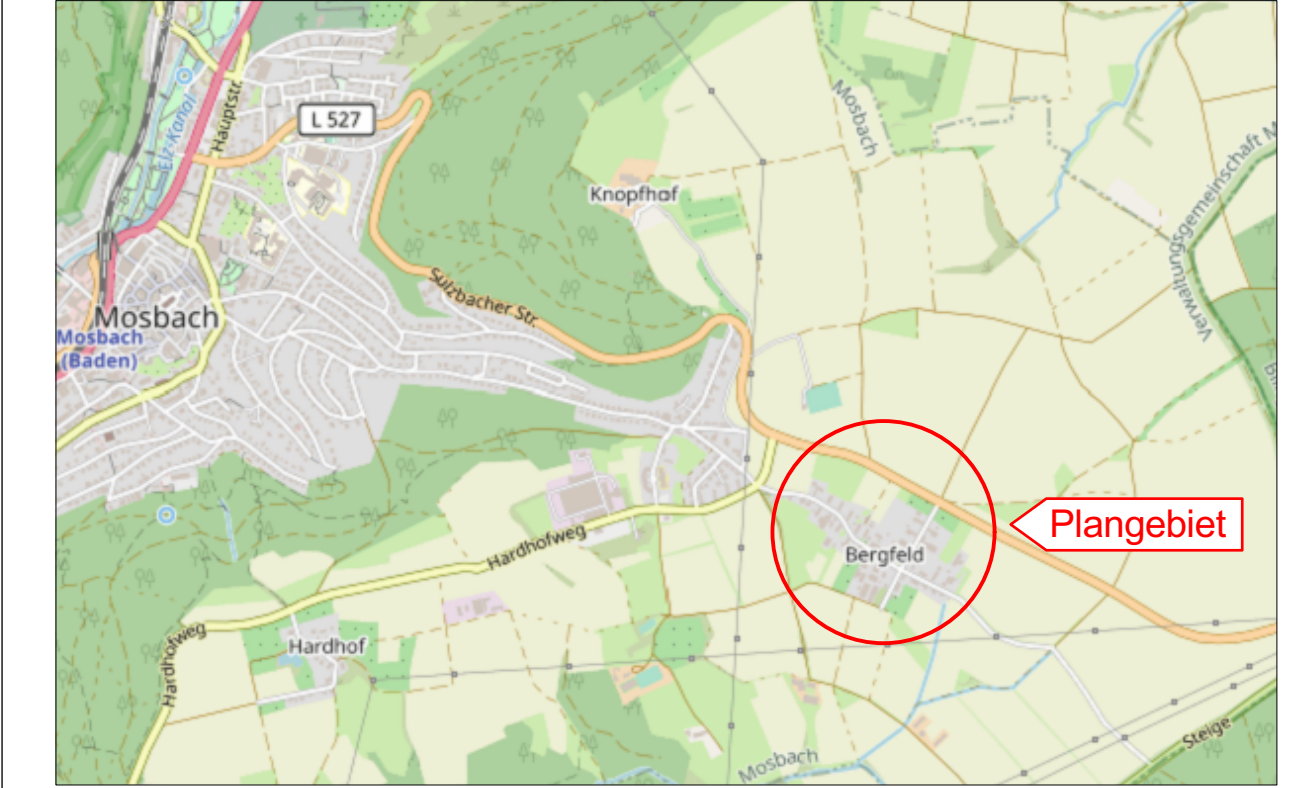 L 527
Hauptstr.
Elz-Kanal
Mosbach
Knopfhof
Verwaltungsgemeinschaft M
Sulzbacher Str.
Mosbach
Mosbach
(Baden)
Plangebiet
Bergfeld
Hardhofweg
Hardhofweg
Hardhof
Steige
Mosbach